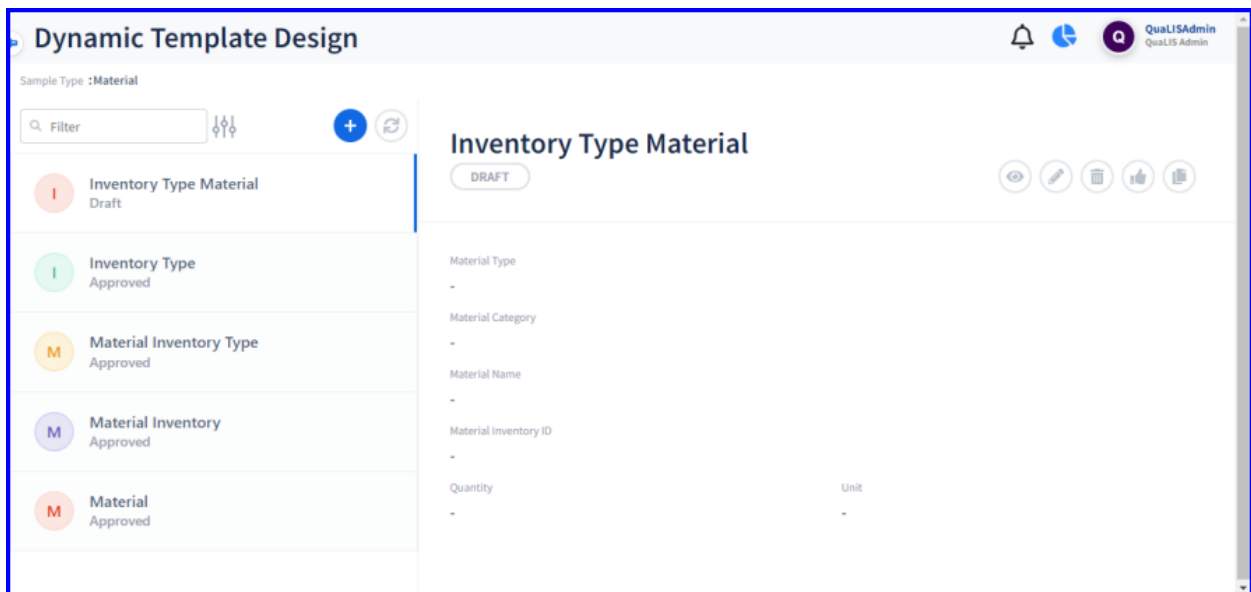 Dynamic Template Design
Q
QuaLISAdmin
QuaLIS Admin
Sample Type :Material
Filter
I
Inventory Type Material
Draft
I
Inventory Type
Approved
M
Material Inventory Type
Approved
M
Material Inventory
Approved
M
Material
Approved
Inventory Type Material
DRAFT
Material Type
-
Material Category
-
Material Name
-
Material Inventory ID
-
Quantity Unit
- -